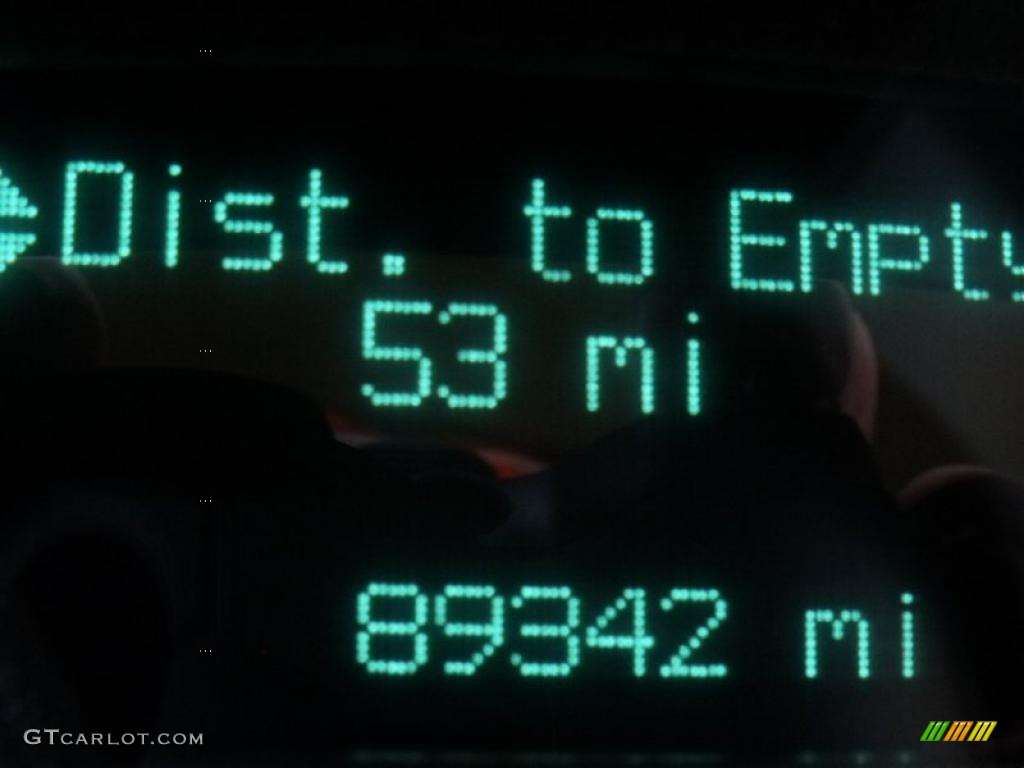 Dist. to Empty
53 mi
89342 mi
GTCARLOT.COM